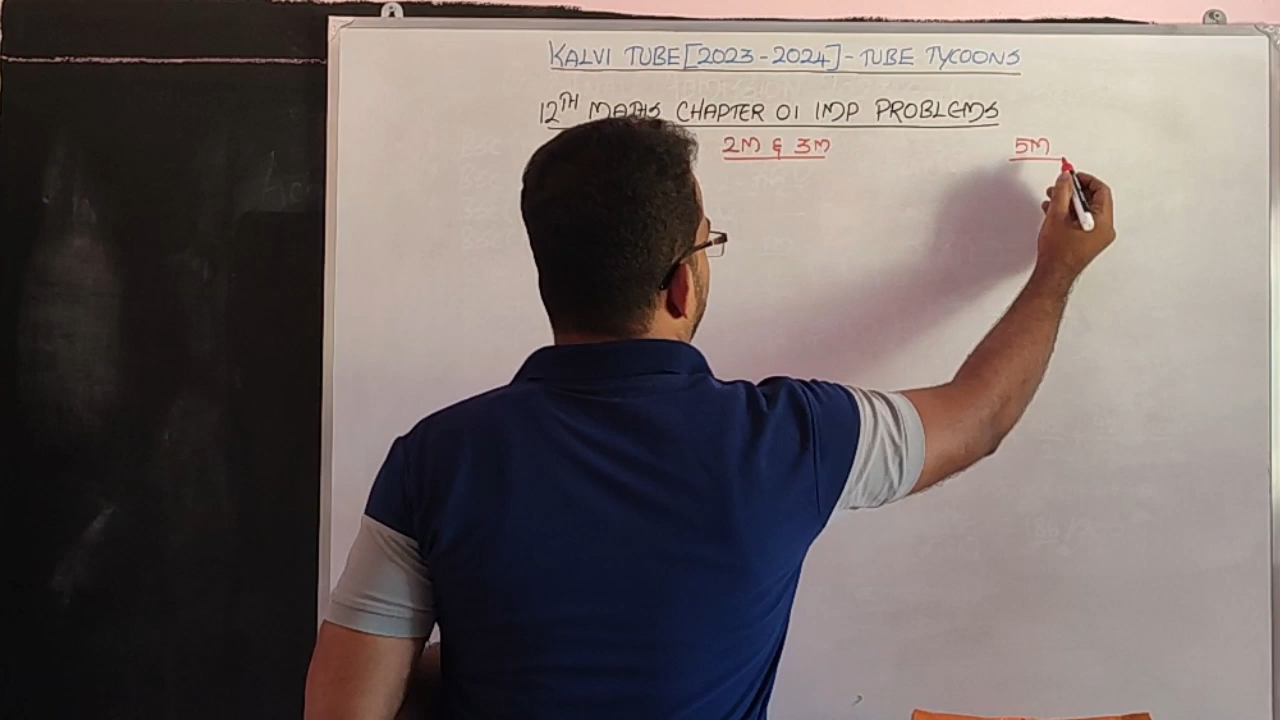 KALVI TUBE[2023-2024]-TUBE TYCOONS
12TH MATHS CHAPTER 01 IMP PROBLEMS
2M & 3M 5M